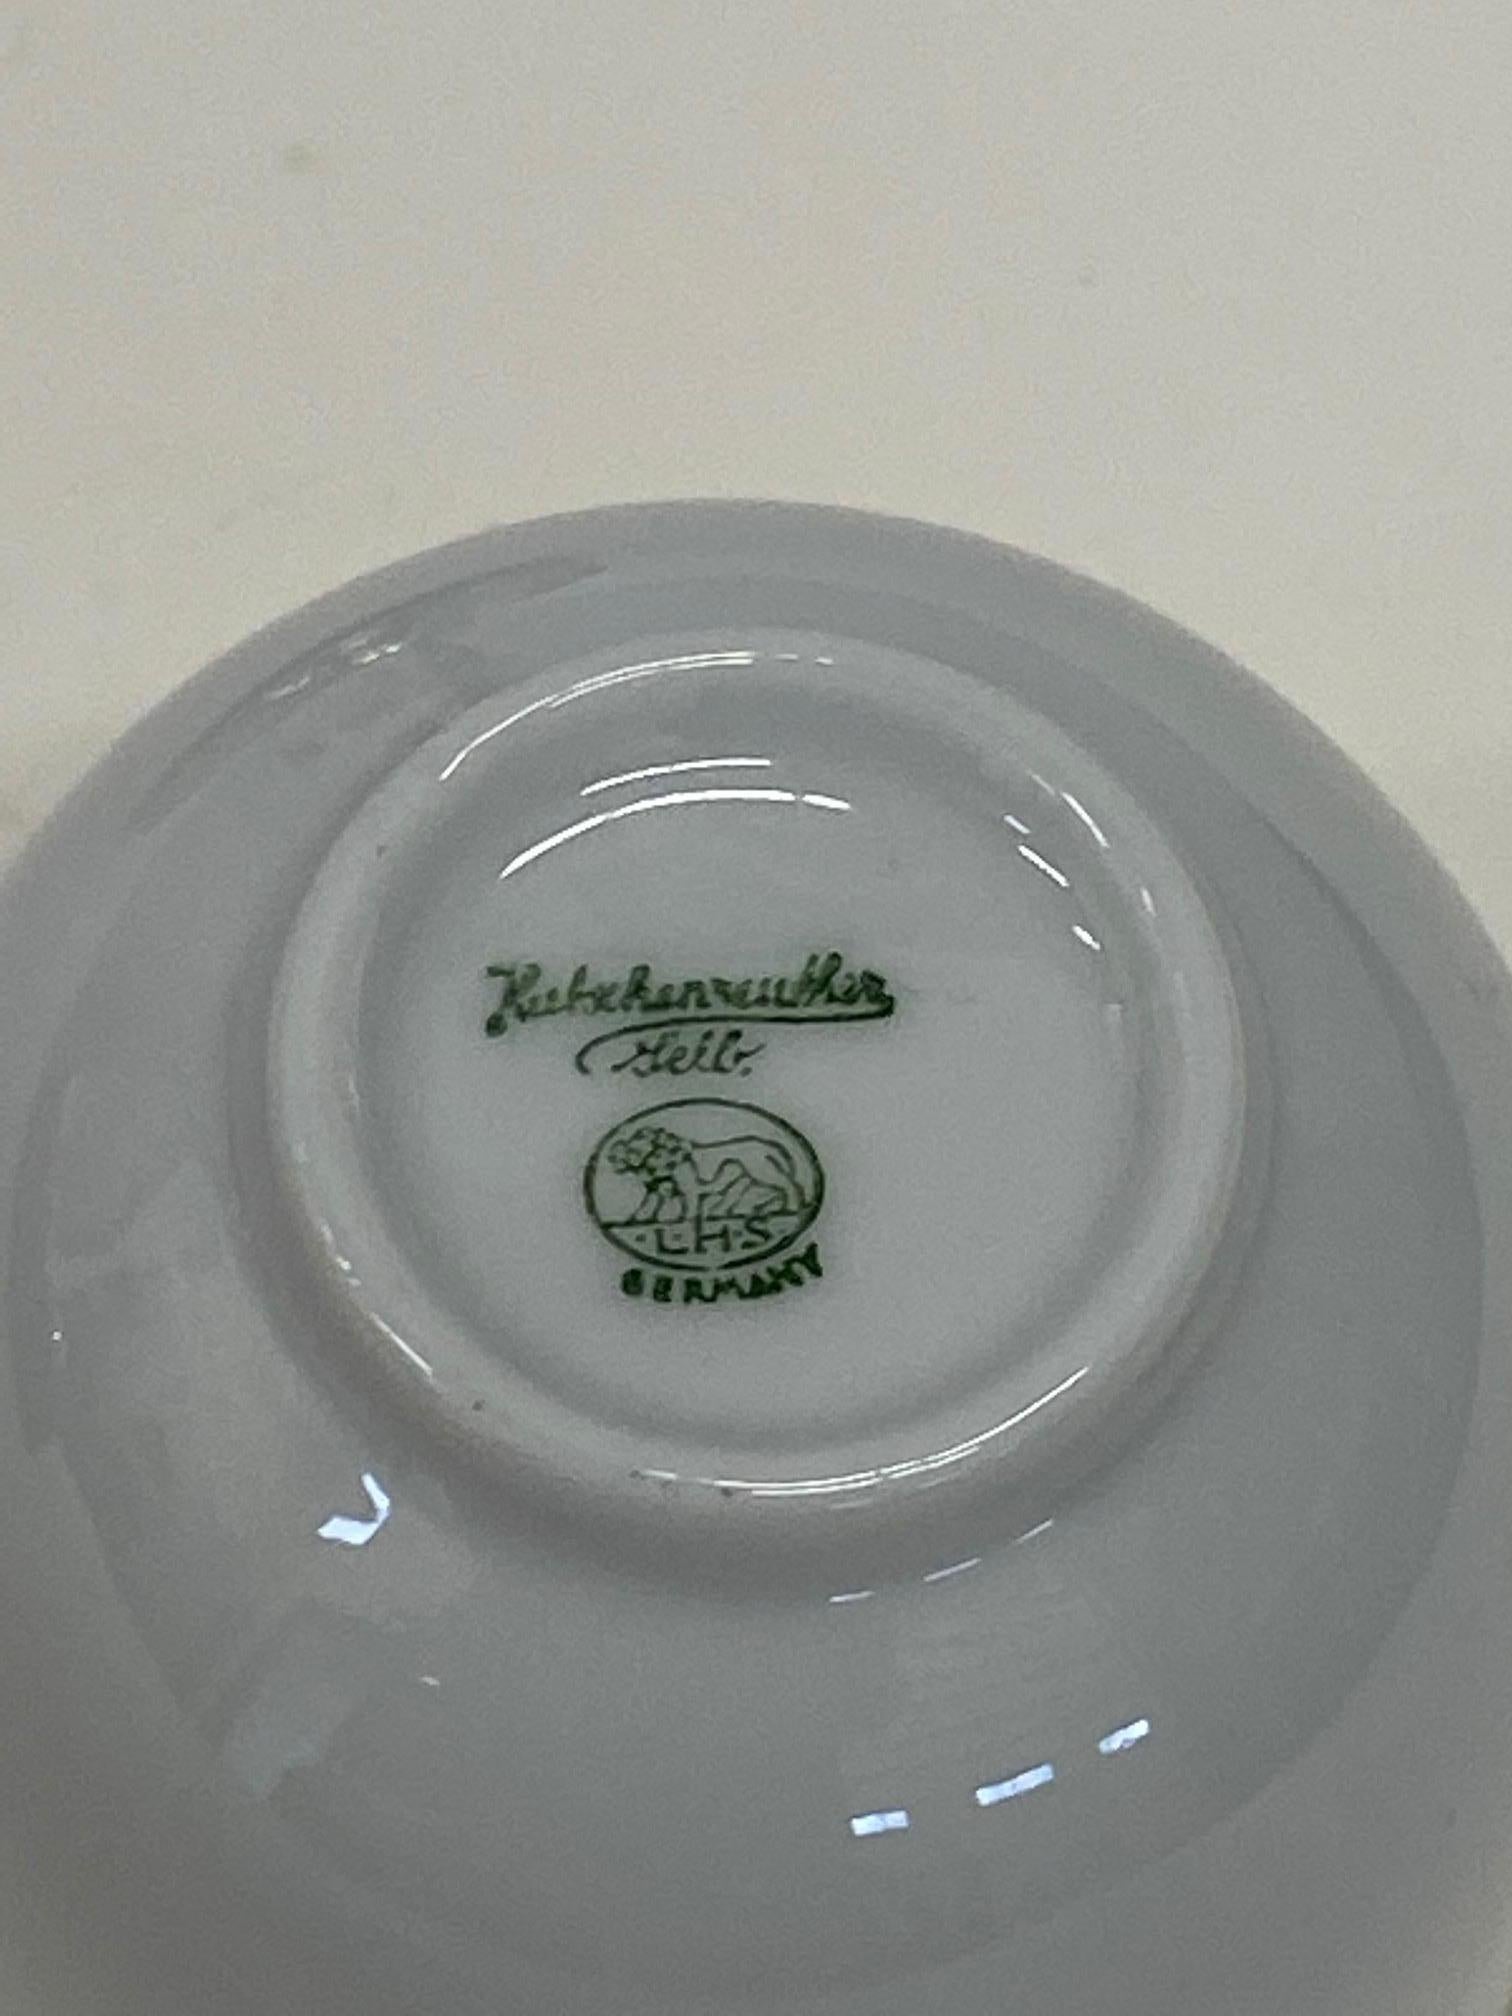 Hutschenreuther
Selb.
L·H·S
GERMANY